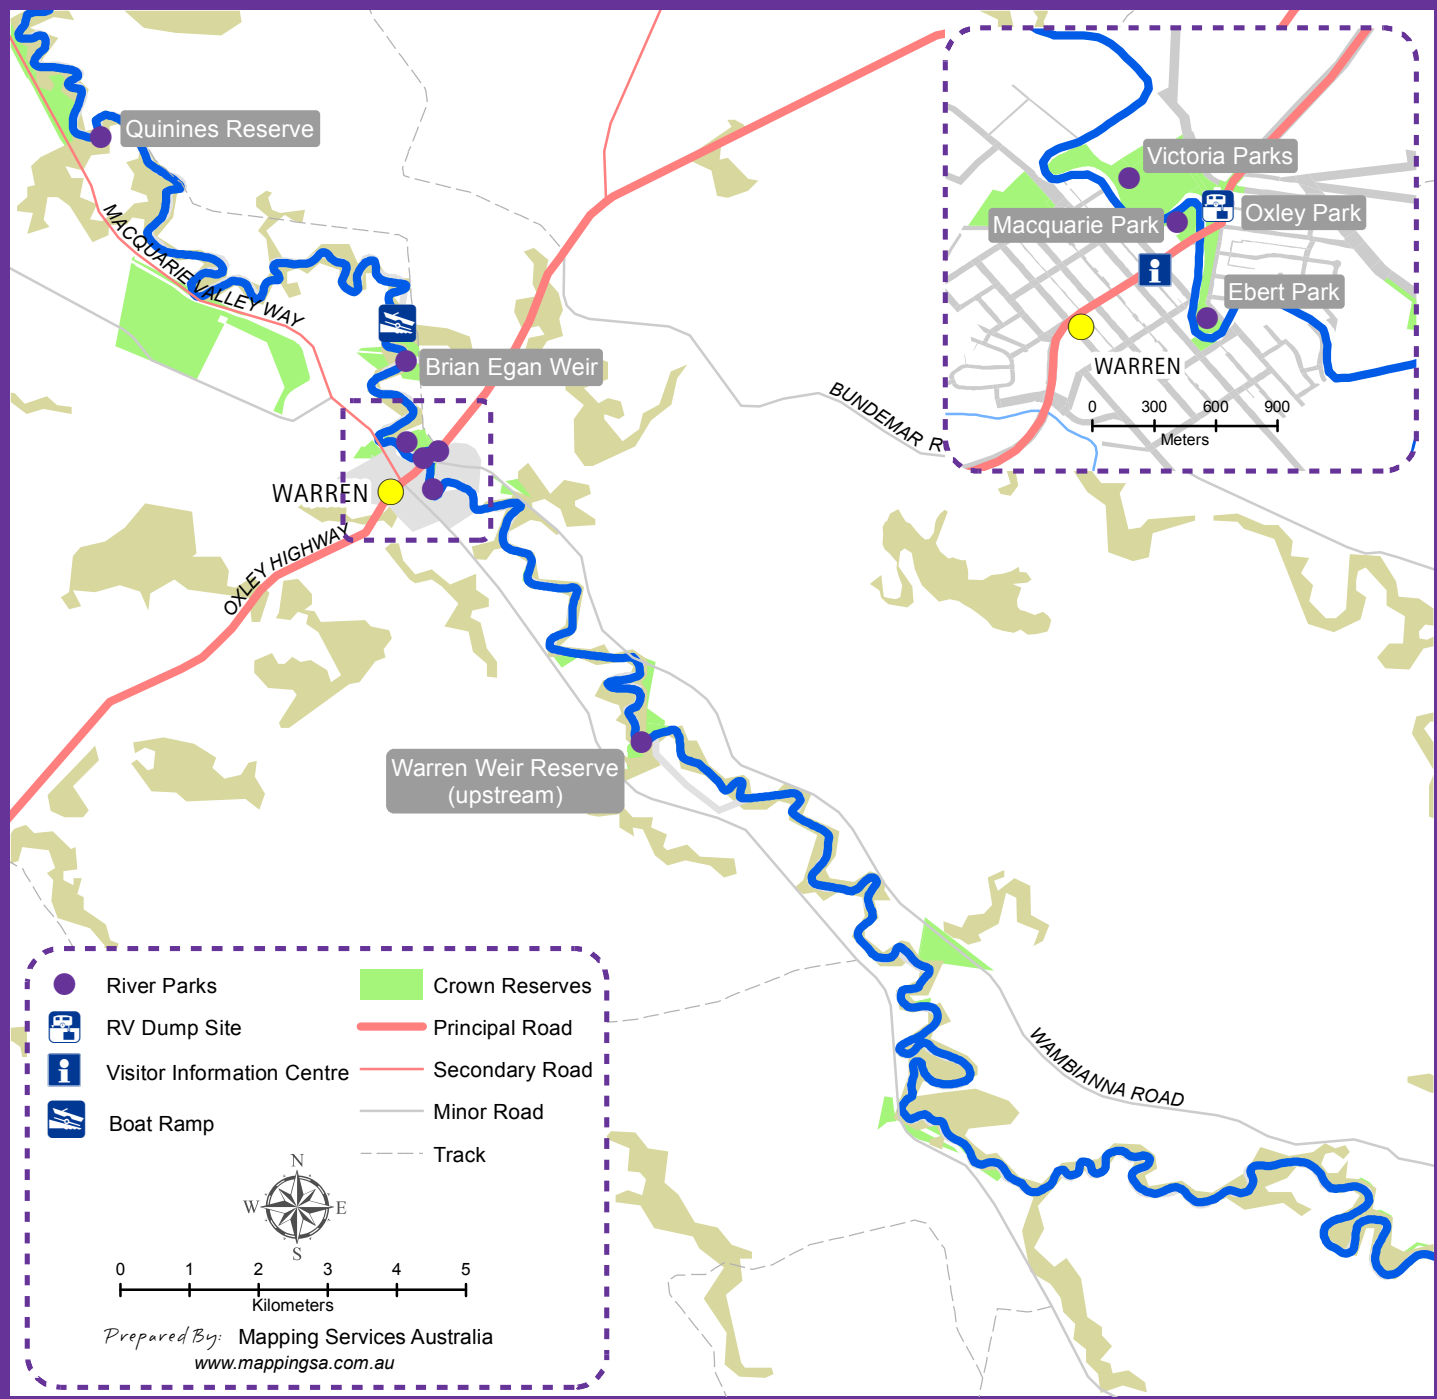 Quinines Reserve
MACQUARIE VALLEY WAY
Brian Egan Weir
WARREN
OXLEY HIGHWAY
BUNDEMAR R
Victoria Parks
Macquarie Park
Oxley Park
Ebert Park
WARREN
0 300 600 900
Meters
Warren Weir Reserve
(upstream)
WAMBIANNA ROAD
River Parks
RV Dump Site
Visitor Information Centre
Boat Ramp
Crown Reserves
Principal Road
Secondary Road
Minor Road
Track
N
W E
S
0 1 2 3 4 5
Kilometers
Prepared By: Mapping Services Australia
www.mappingsa.com.au